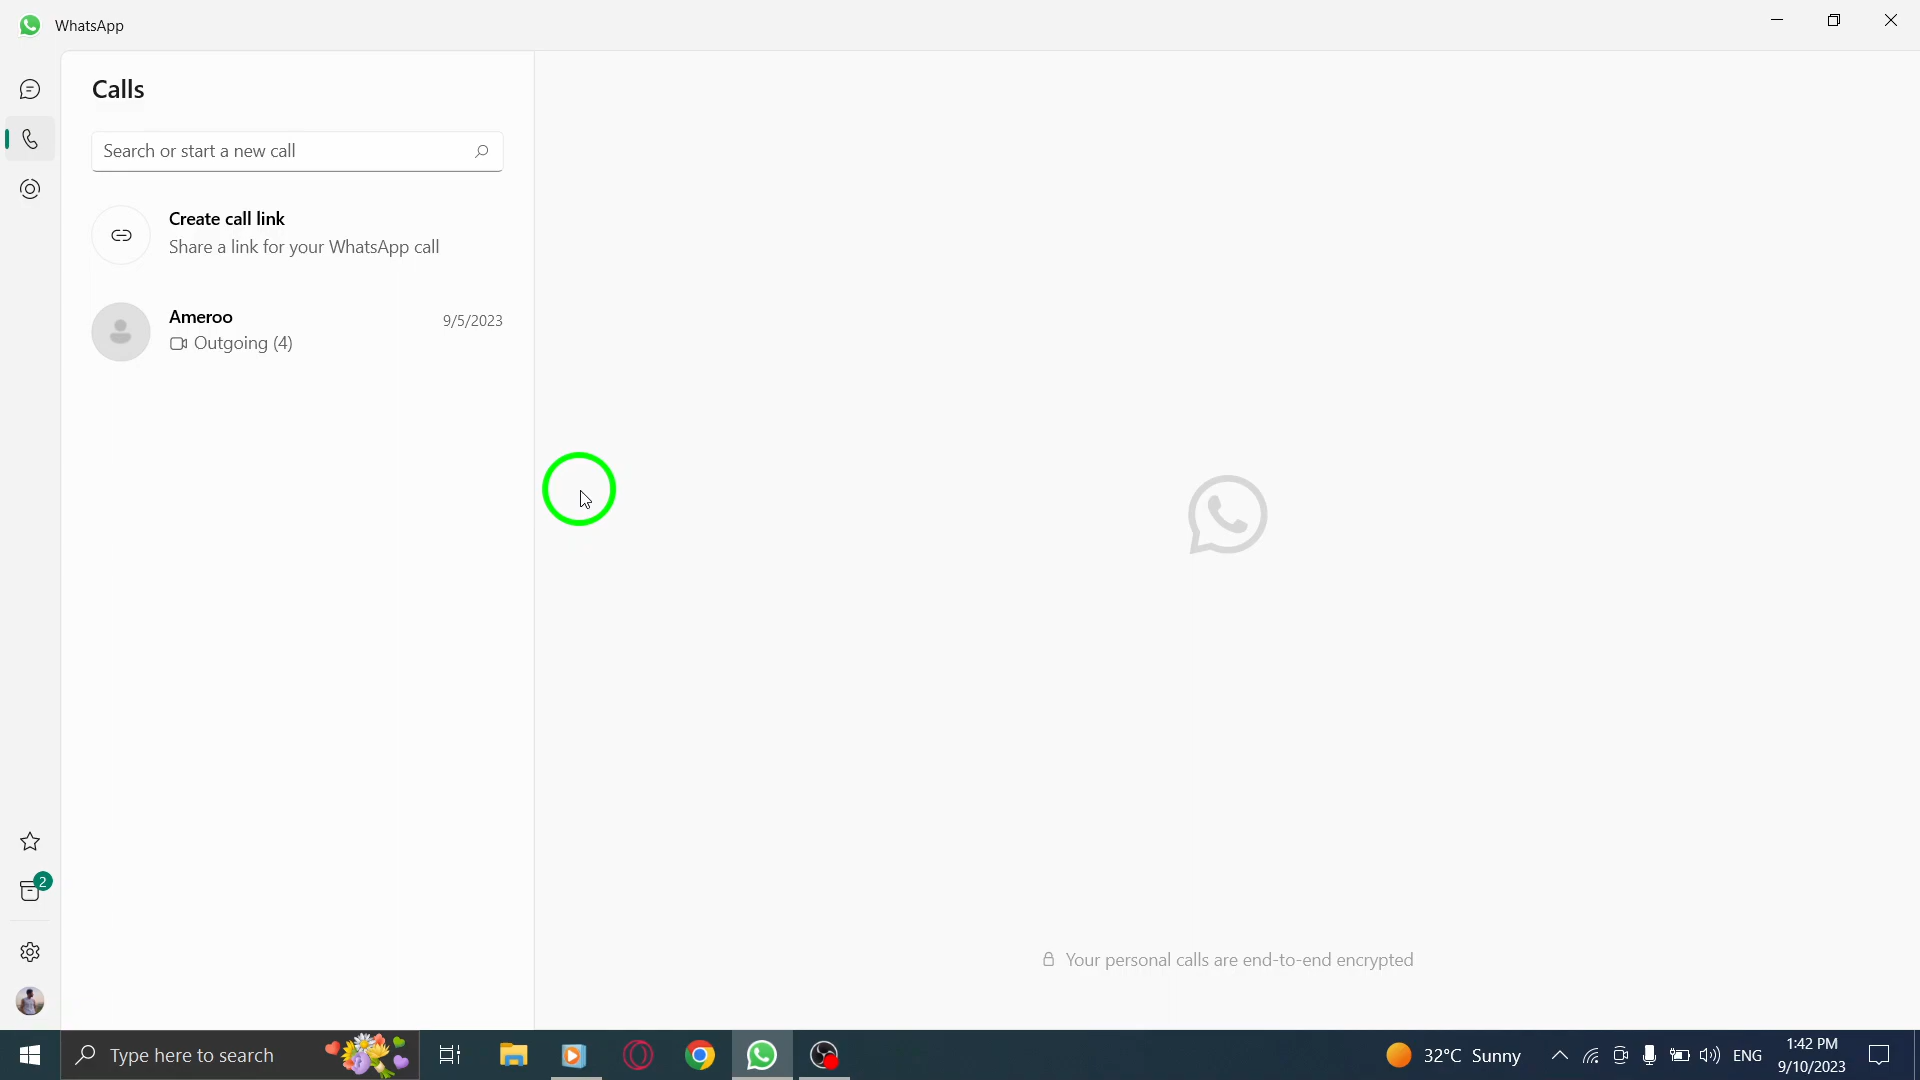 WhatsApp
Calls
Search or start a new call
Create call link
Share a link for your WhatsApp call
Ameroo
9/5/2023
Outgoing (4)
2
Your personal calls are end-to-end encrypted
Type here to search
32°C Sunny
ENG
1:42 PM
9/10/2023